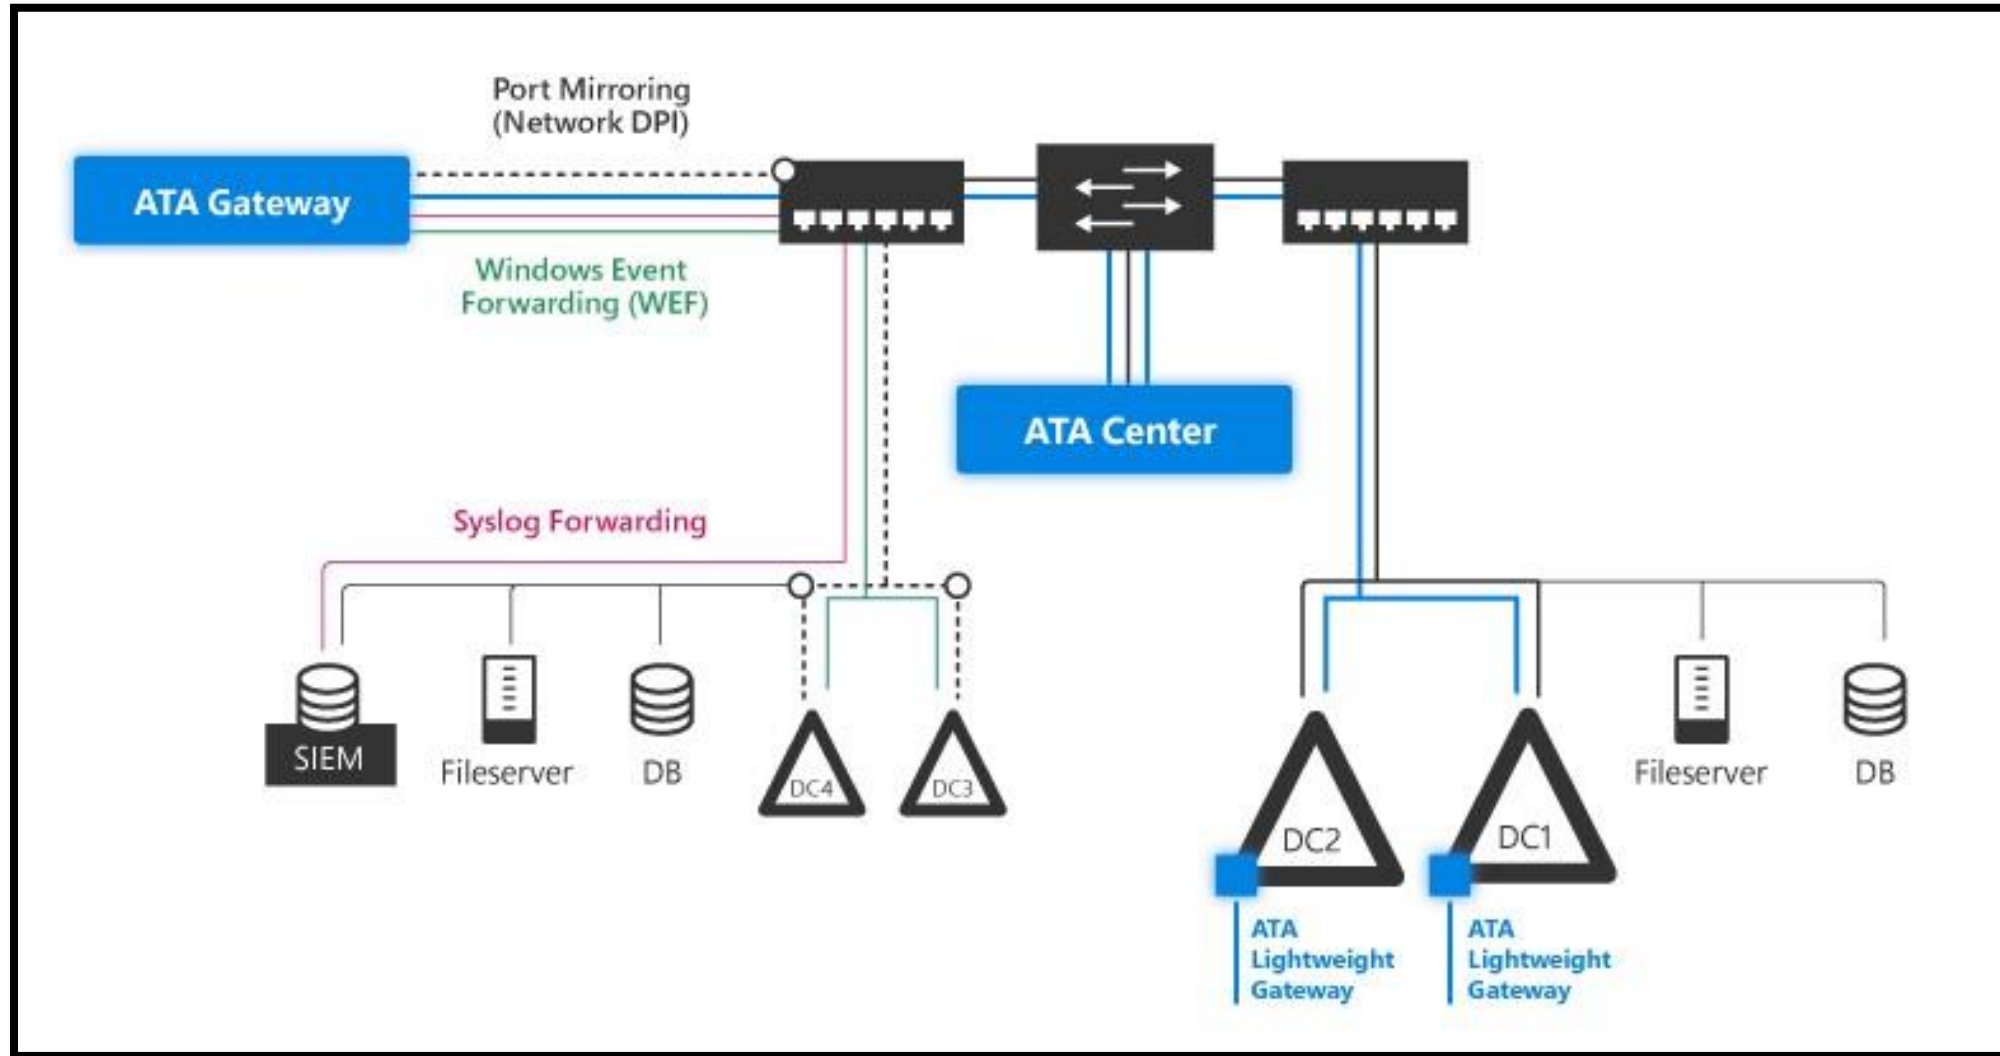 Port Mirroring
(Network DPI)
ATA Gateway
Windows Event
Forwarding (WEF)
ATA Center
Syslog Forwarding
SIEM
Fileserver
DB
DC4
DC3
DC2
DC1
Fileserver
DB
ATA
Lightweight
Gateway
ATA
Lightweight
Gateway